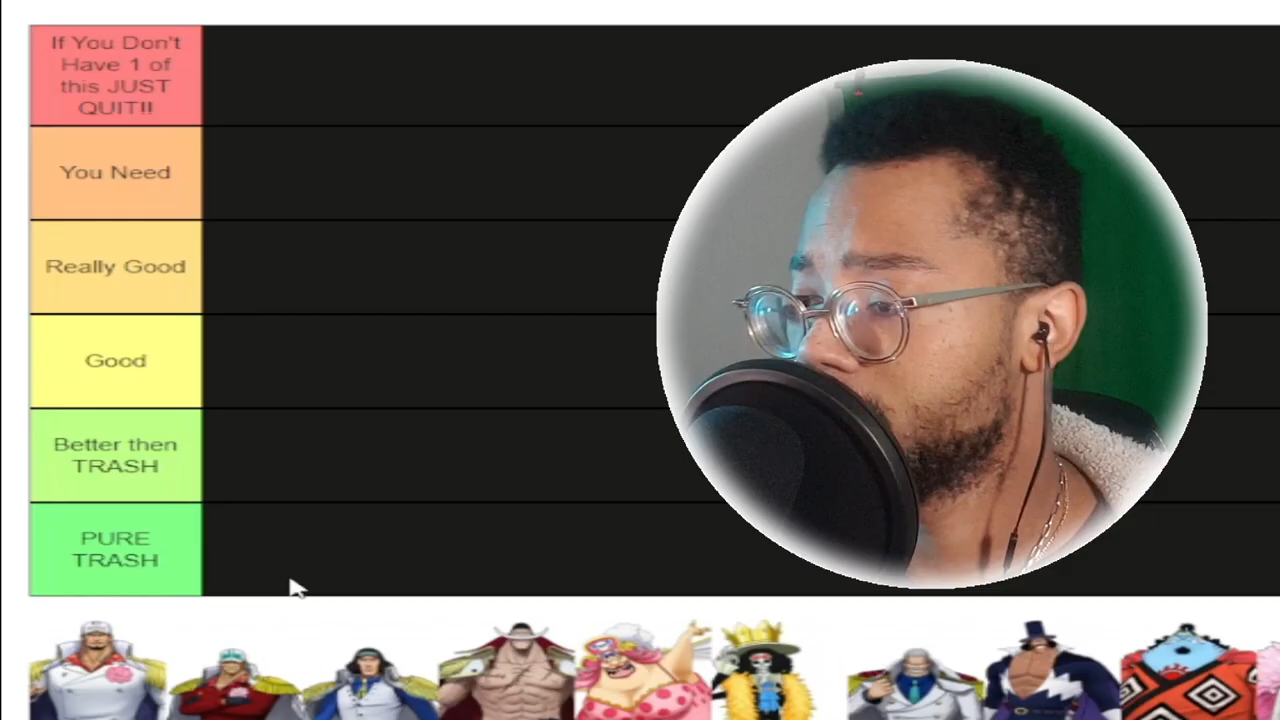 If You Don't
Have 1 of
this JUST
QUIT!!
You Need
Really Good
Good
Better then
TRASH
PURE
TRASH